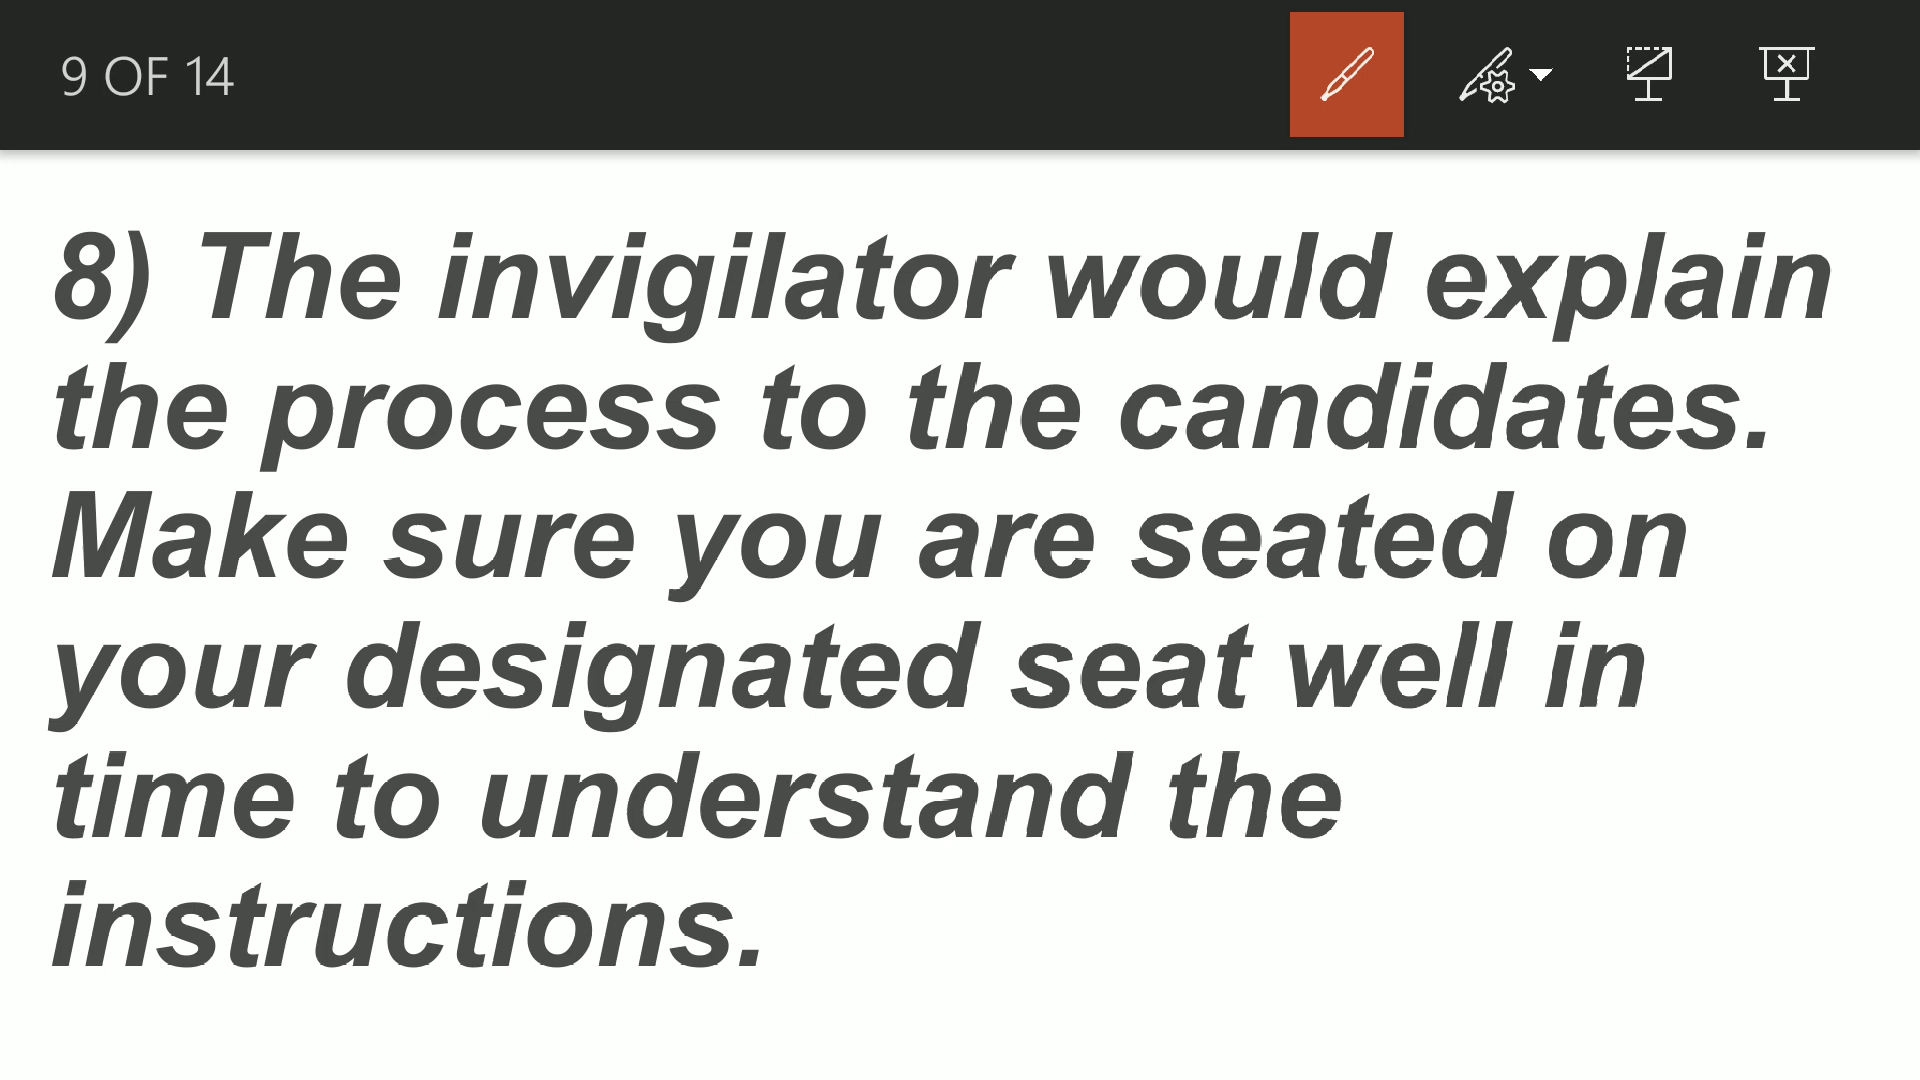 9 OF 14
8) The invigilator would explain
the process to the candidates.
Make sure you are seated on
your designated seat well in
time to understand the
instructions.